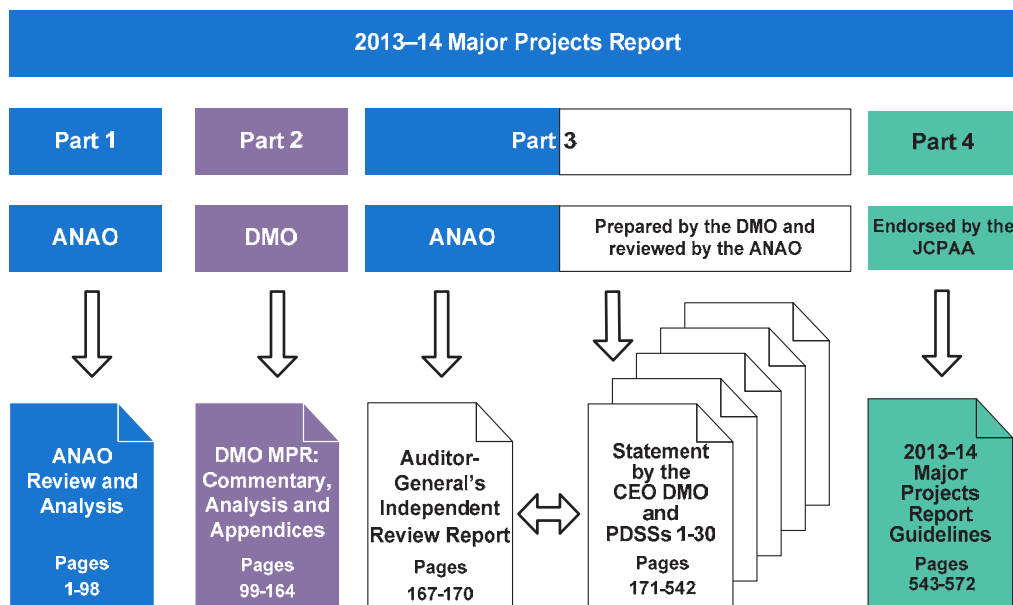 2013–14 Major Projects Report
Part 1
Part 2
Part 3
Part 4
ANAO
DMO
ANAO
Prepared by the DMO and
reviewed by the ANAO
Endorsed by the
JCPAA
ANAO
Review and
Analysis
Pages
1-98
DMO MPR:
Commentary,
Analysis and
Appendices
Pages
99-164
Auditor-
General's
Independent
Review Report
Pages
167-170
Statement
by the
CEO DMO
and
PDSSs 1-30
Pages
171-542
2013-14
Major
Projects
Report
Guidelines
Pages
543-572